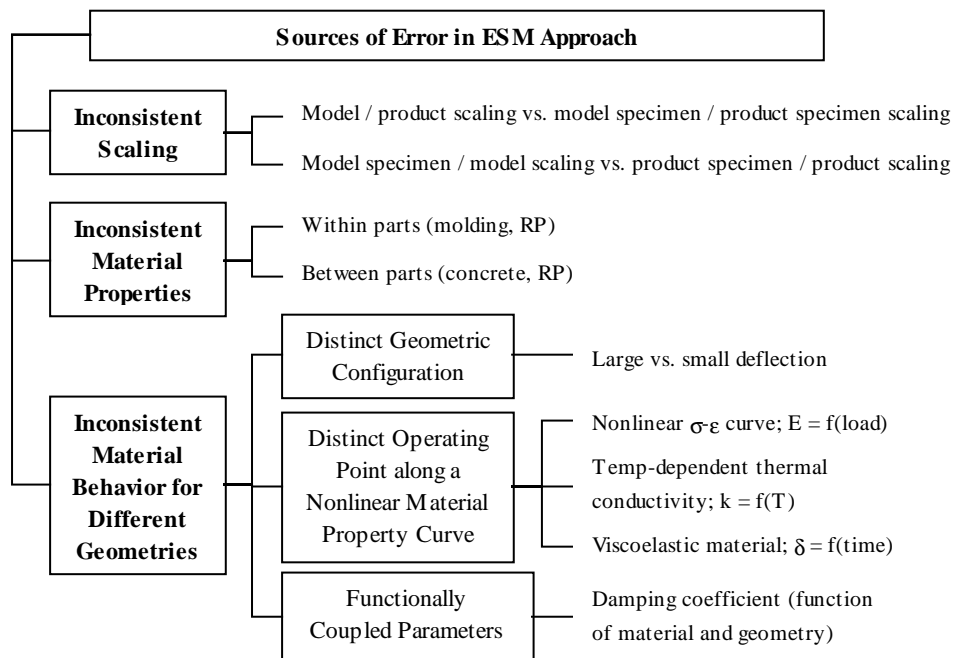 Sources of Error in ESM Approach
Inconsistent
Scaling
Model / product scaling vs. model specimen / product specimen scaling
Model specimen / model scaling vs. product specimen / product scaling
Inconsistent
Material
Properties
Within parts (molding, RP)
Between parts (concrete, RP)
Inconsistent
Material
Behavior for
Different
Geometries
Distinct Geometric
Configuration
Large vs. small deflection
Distinct Operating
Point along a
Nonlinear Material
Property Curve
Nonlinear σ-ε curve; E = f(load)
Temp-dependent thermal
conductivity; k = f(T)
Viscoelastic material; δ = f(time)
Functionally
Coupled Parameters
Damping coefficient (function
of material and geometry)